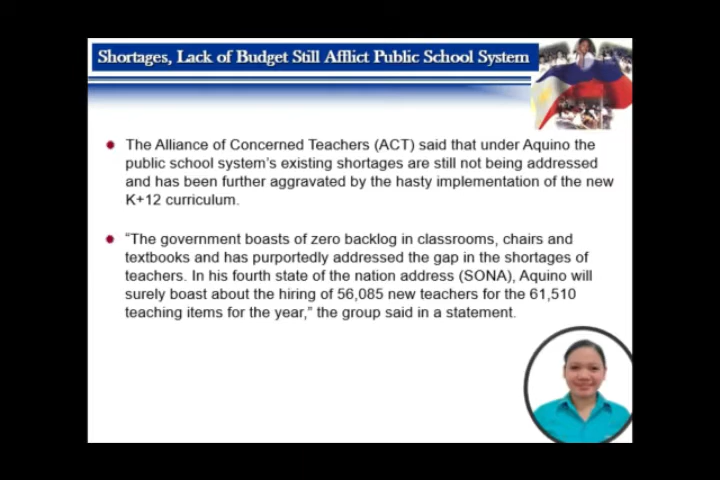 Shortages, Lack of Budget Still Afflict Public School System
The Alliance of Concerned Teachers (ACT) said that under Aquino the
public school system's existing shortages are still not being addressed
and has been further aggravated by the hasty implementation of the new
K+12 curriculum.
“The government boasts of zero backlog in classrooms, chairs and
textbooks and has purportedly addressed the gap in the shortages of
teachers. In his fourth state of the nation address (SONA), Aquino will
surely boast about the hiring of 56,085 new teachers for the 61,510
teaching items for the year,” the group said in a statement.